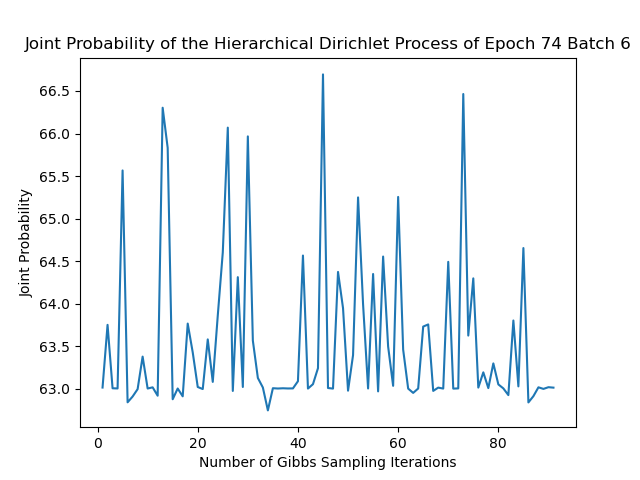 Joint Probability of the Hierarchical Dirichlet Process of Epoch 74 Batch 6
66.5
66.0
65.5
65.0
64.5
64.0
63.5
63.0
Joint Probability
0 20 40 60 80
Number of Gibbs Sampling Iterations